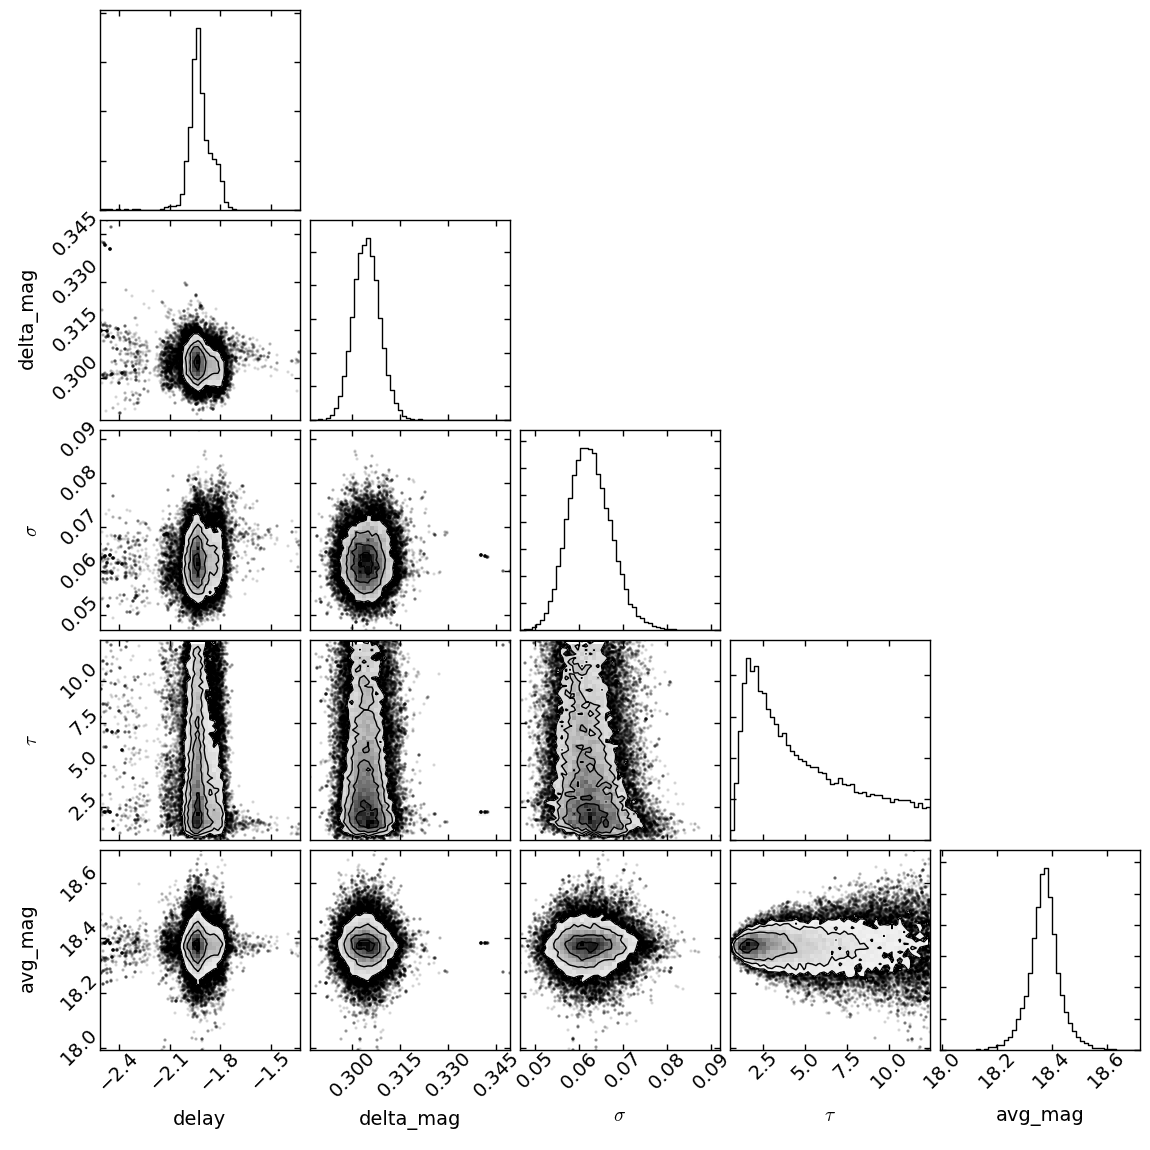 0.345
0.330
0.315
0.300
delta_mag
0.09
0.08
0.07
0.06
0.05
σ
10.0
7.5
5.0
2.5
τ
18.6
18.4
18.2
18.0
avg_mag
−2.4 −2.1 −1.8 −1.5
0.300 0.315 0.330 0.345
0.05 0.06 0.07 0.08 0.09
2.5 5.0 7.5 10.0
18.0 18.2 18.4 18.6
delay delta_mag σ τ avg_mag